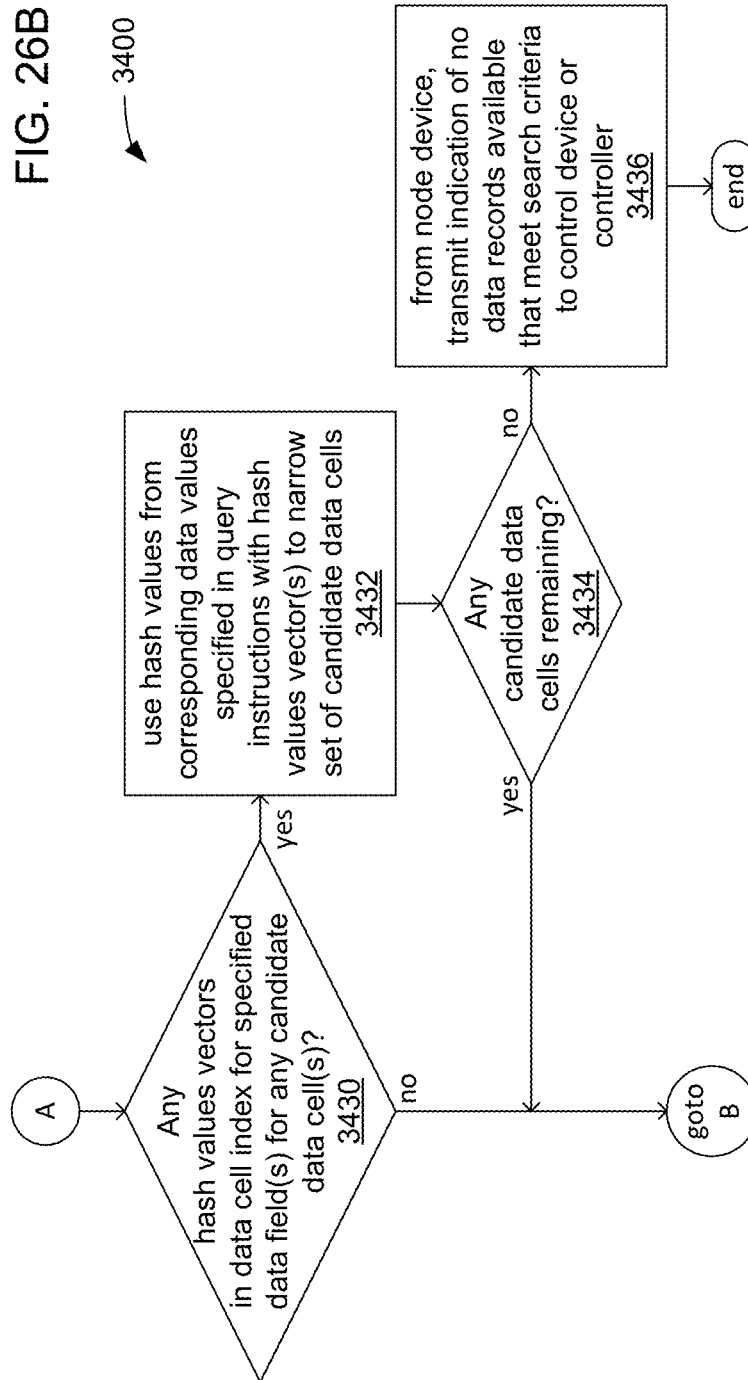 FIG. 26B
3400
A
Any
hash values vectors
in data cell index for specified
data field(s) for any candidate
data cell(s)?
3430
yes
no
use hash values from
corresponding data values
specified in query
instructions with hash
values vector(s) to narrow
set of candidate data cells
3432
Any
candidate data
cells remaining?
3434
yes
no
from node device,
transmit indication of no
data records available
that meet search criteria
to control device or
controller
3436
end
goto
B